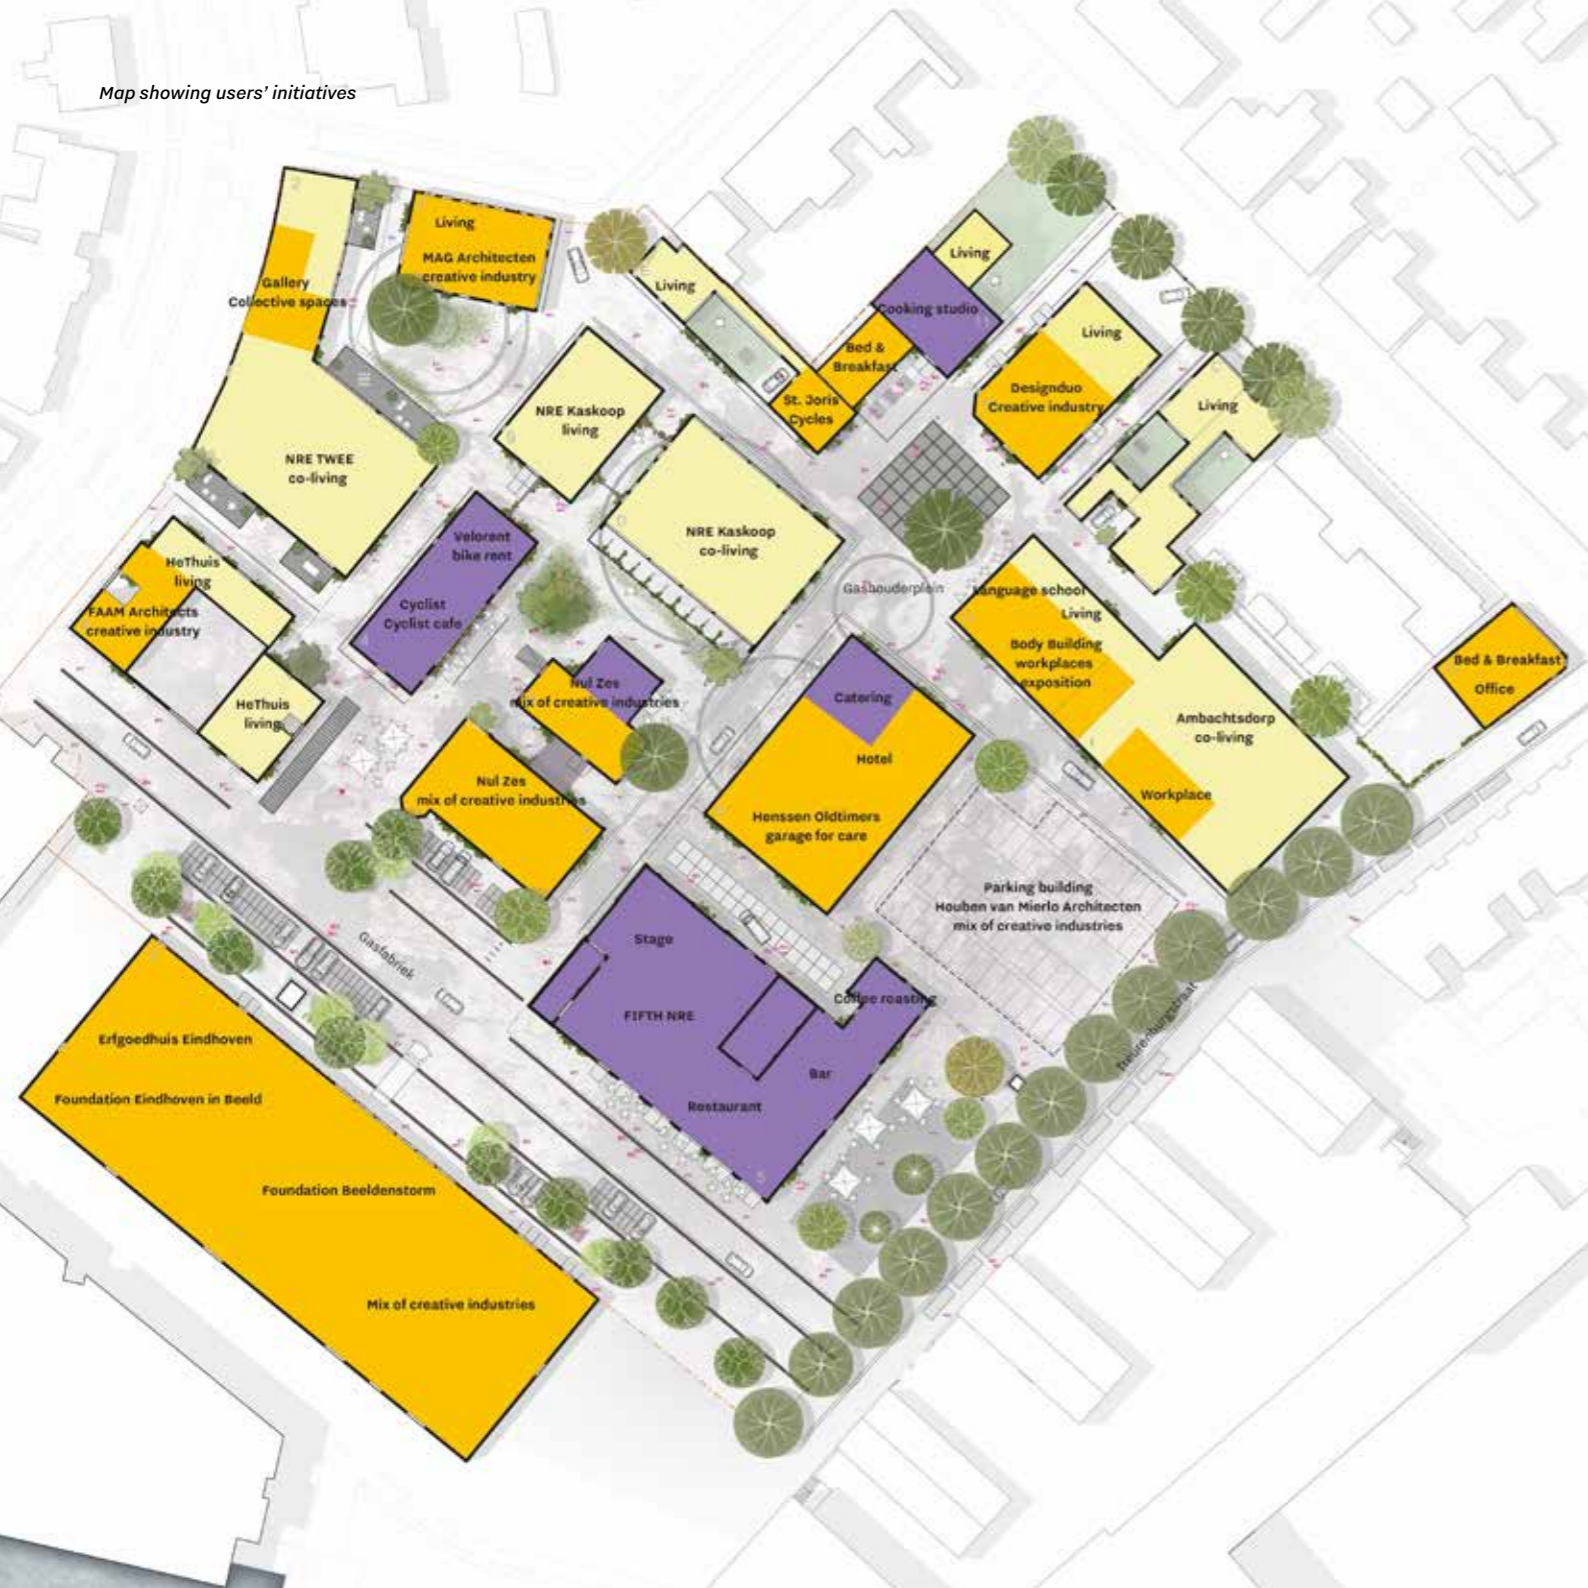 Map showing users' initiatives
Living
MAG Architecten
creative industry
Gallery
Collective spaces
Living
Living
Cooking studio
Bed &
Breakfast
St. Joris
Cycles
Living
Designduo
Creative industry
Living
NRE Kaskoop
living
NRE TWEE
co-living
NRE Kaskoop
co-living
Velorent
bike rent
Cyclist
Cyclist cafe
HeThuis
living
FAAM Architects
creative industry
HeThuis
living
Gashouderplein
Language school
Living
Body Building
workplaces
exposition
Ambachtsdorp
co-living
Workplace
Bed & Breakfast
Office
Nul Zes
mix of creative industries
Nul Zes
mix of creative industries
Catering
Hotel
Henssen Oldtimers
garage for care
Parking building
Houben van Mierlo Architecten
mix of creative industries
Stage
FIFTH NRE
Coffee roasting
Bar
Restaurant
5
Gasfabriek
Erfgoedhuis Eindhoven
Foundation Eindhoven in Beeld
Foundation Beeldenstorm
Mix of creative industries